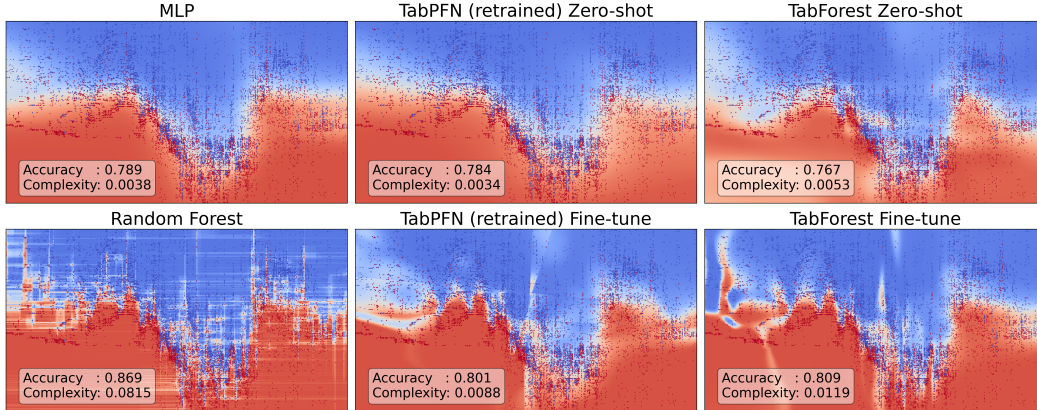 MLP
TabPFN (retrained) Zero-shot
TabForest Zero-shot
Accuracy : 0.789
Complexity: 0.0038
Accuracy : 0.784
Complexity: 0.0034
Accuracy : 0.767
Complexity: 0.0053
Random Forest
TabPFN (retrained) Fine-tune
TabForest Fine-tune
Accuracy : 0.869
Complexity: 0.0815
Accuracy : 0.801
Complexity: 0.0088
Accuracy : 0.809
Complexity: 0.0119